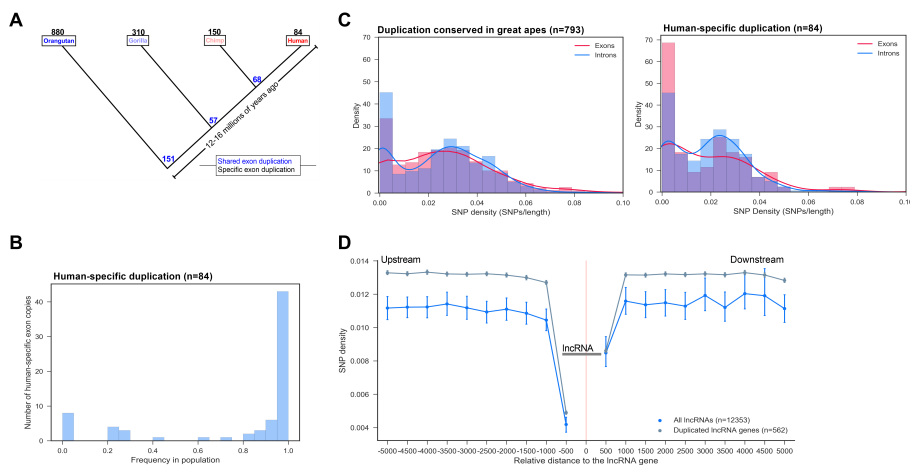 A
880
310
150
84
Orangutan
Gorilla
Chimp
Human
68
57
151
12-16 millions of years ago
Shared exon duplication
Specific exon duplication
B
Human-specific duplication (n=84)
Number of human-specific exon copies
40
30
20
10
0
0.0
0.2
0.4
0.6
0.8
1.0
Frequency in population
C
Duplication conserved in great apes (n=793)
Exons
Introns
Density
70
60
50
40
30
20
10
0
0.00
0.02
0.04
0.06
0.08
0.10
SNP density (SNPs/length)
Human-specific duplication (n=84)
Exons
Introns
Density
70
60
50
40
30
20
10
0
0.00
0.02
0.04
0.06
0.08
0.10
SNP Density (SNPs/length)
D
Upstream
Downstream
SNP density
0.014
0.012
0.010
0.008
0.006
0.004
lncRNA
All lncRNAs (n=12353)
Duplicated lncRNA genes (n=562)
-5000 -4500 -4000 -3500 -3000 -2500 -2000 -1500 -1000 -500 0 500 1000 1500 2000 2500 3000 3500 4000 4500 5000
Relative distance to the lncRNA gene